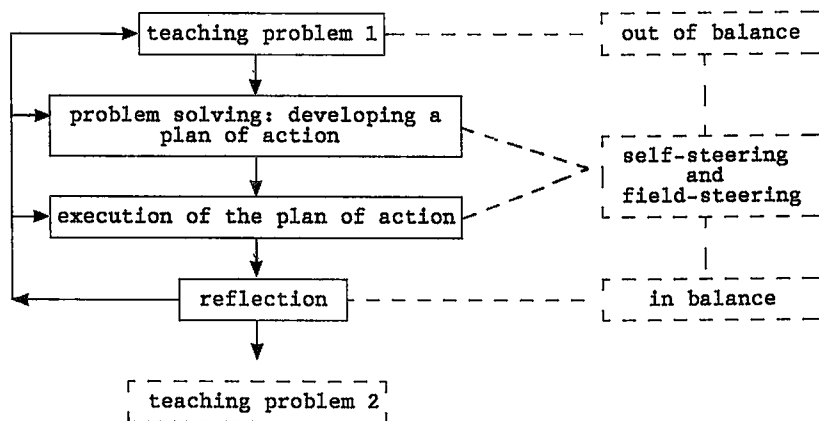 teaching problem 1
out of balance
problem solving: developing a
plan of action
self-steering
and
field-steering
execution of the plan of action
reflection
in balance
teaching problem 2